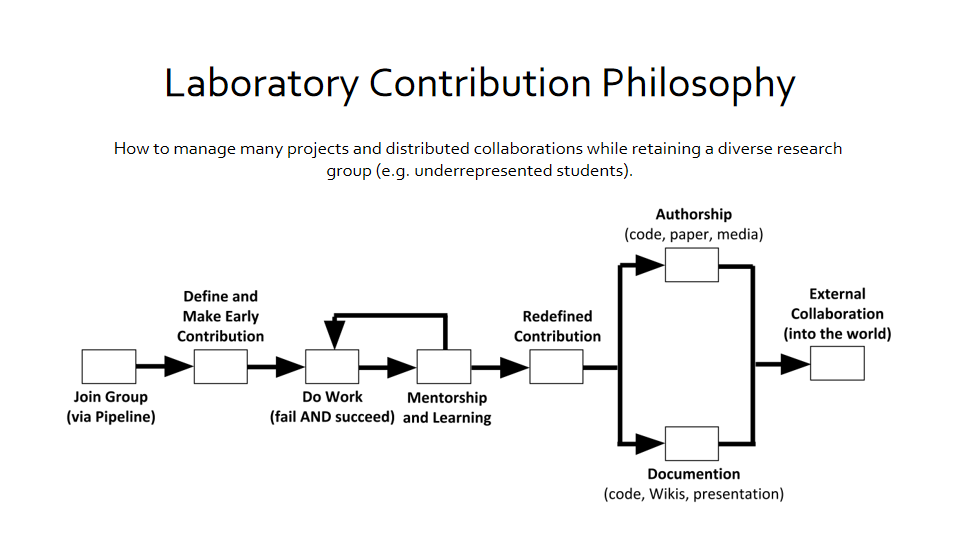 Laboratory Contribution Philosophy
How to manage many projects and distributed collaborations while retaining a diverse research
group (e.g. underrepresented students).
Join Group
(via Pipeline)
Define and
Make Early
Contribution
Do Work
(fail AND succeed)
Mentorship
and Learning
Redefined
Contribution
Authorship
(code, paper, media)
Documention
(code, Wikis, presentation)
External
Collaboration
(into the world)